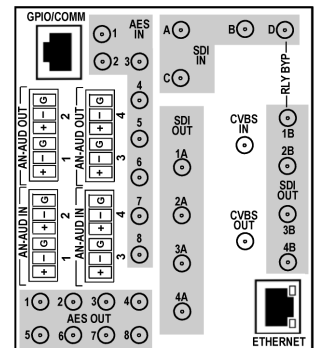 GPIO/COMM
AES IN
1
2
3
4
5
6
7
8
A
B
D
C
SDI IN
RLY BYP
AN-AUD OUT
+ – G + – G
1 2
+ – G + – G
3 4
AN-AUD IN
+ – G + – G
1 2
+ – G + – G
3 4
SDI OUT
1A
2A
3A
4A
CVBS IN
CVBS OUT
1B
2B
SDI OUT
3B
4B
1 2 3 4
AES OUT
5 6 7 8
ETHERNET